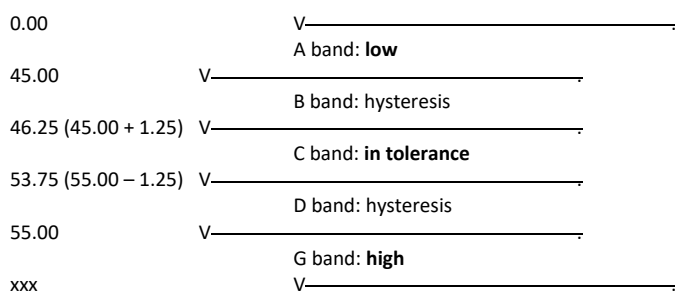 0.00 V
A band: low
45.00 V
B band: hysteresis
46.25 (45.00 + 1.25) V
C band: in tolerance
53.75 (55.00 – 1.25) V
D band: hysteresis
55.00 V
G band: high
xxx V